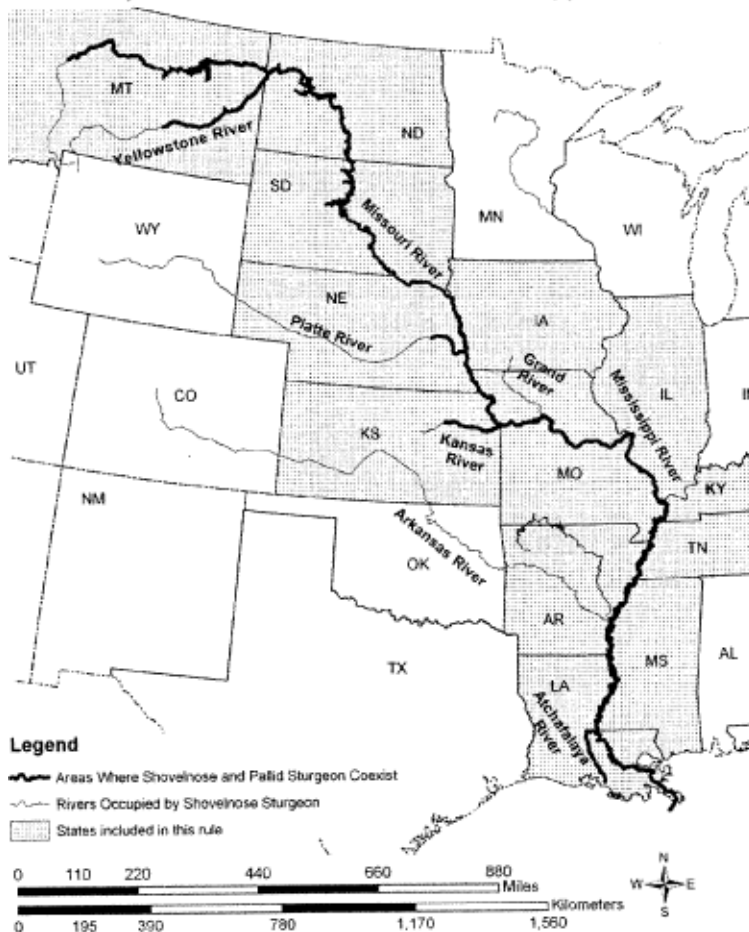 MT
ND
Yellowstone River
SD
MN
WI
WY
Missouri River
NE
IA
Platte River
Grand
River
IL
Mississippi River
UT
CO
KS
Kansas
River
MO
KY
NM
Arkansas River
OK
TN
AR
MS
AL
TX
LA
Atchafalaya
River
Legend
Areas Where Shovelnose and Pallid Sturgeon Coexist
Rivers Occupied by Shovelnose Sturgeon
States included in this rule
0 110 220 440 660 880
Miles
Kilometers
0 195 390 780 1,170 1,560
N
W E
S